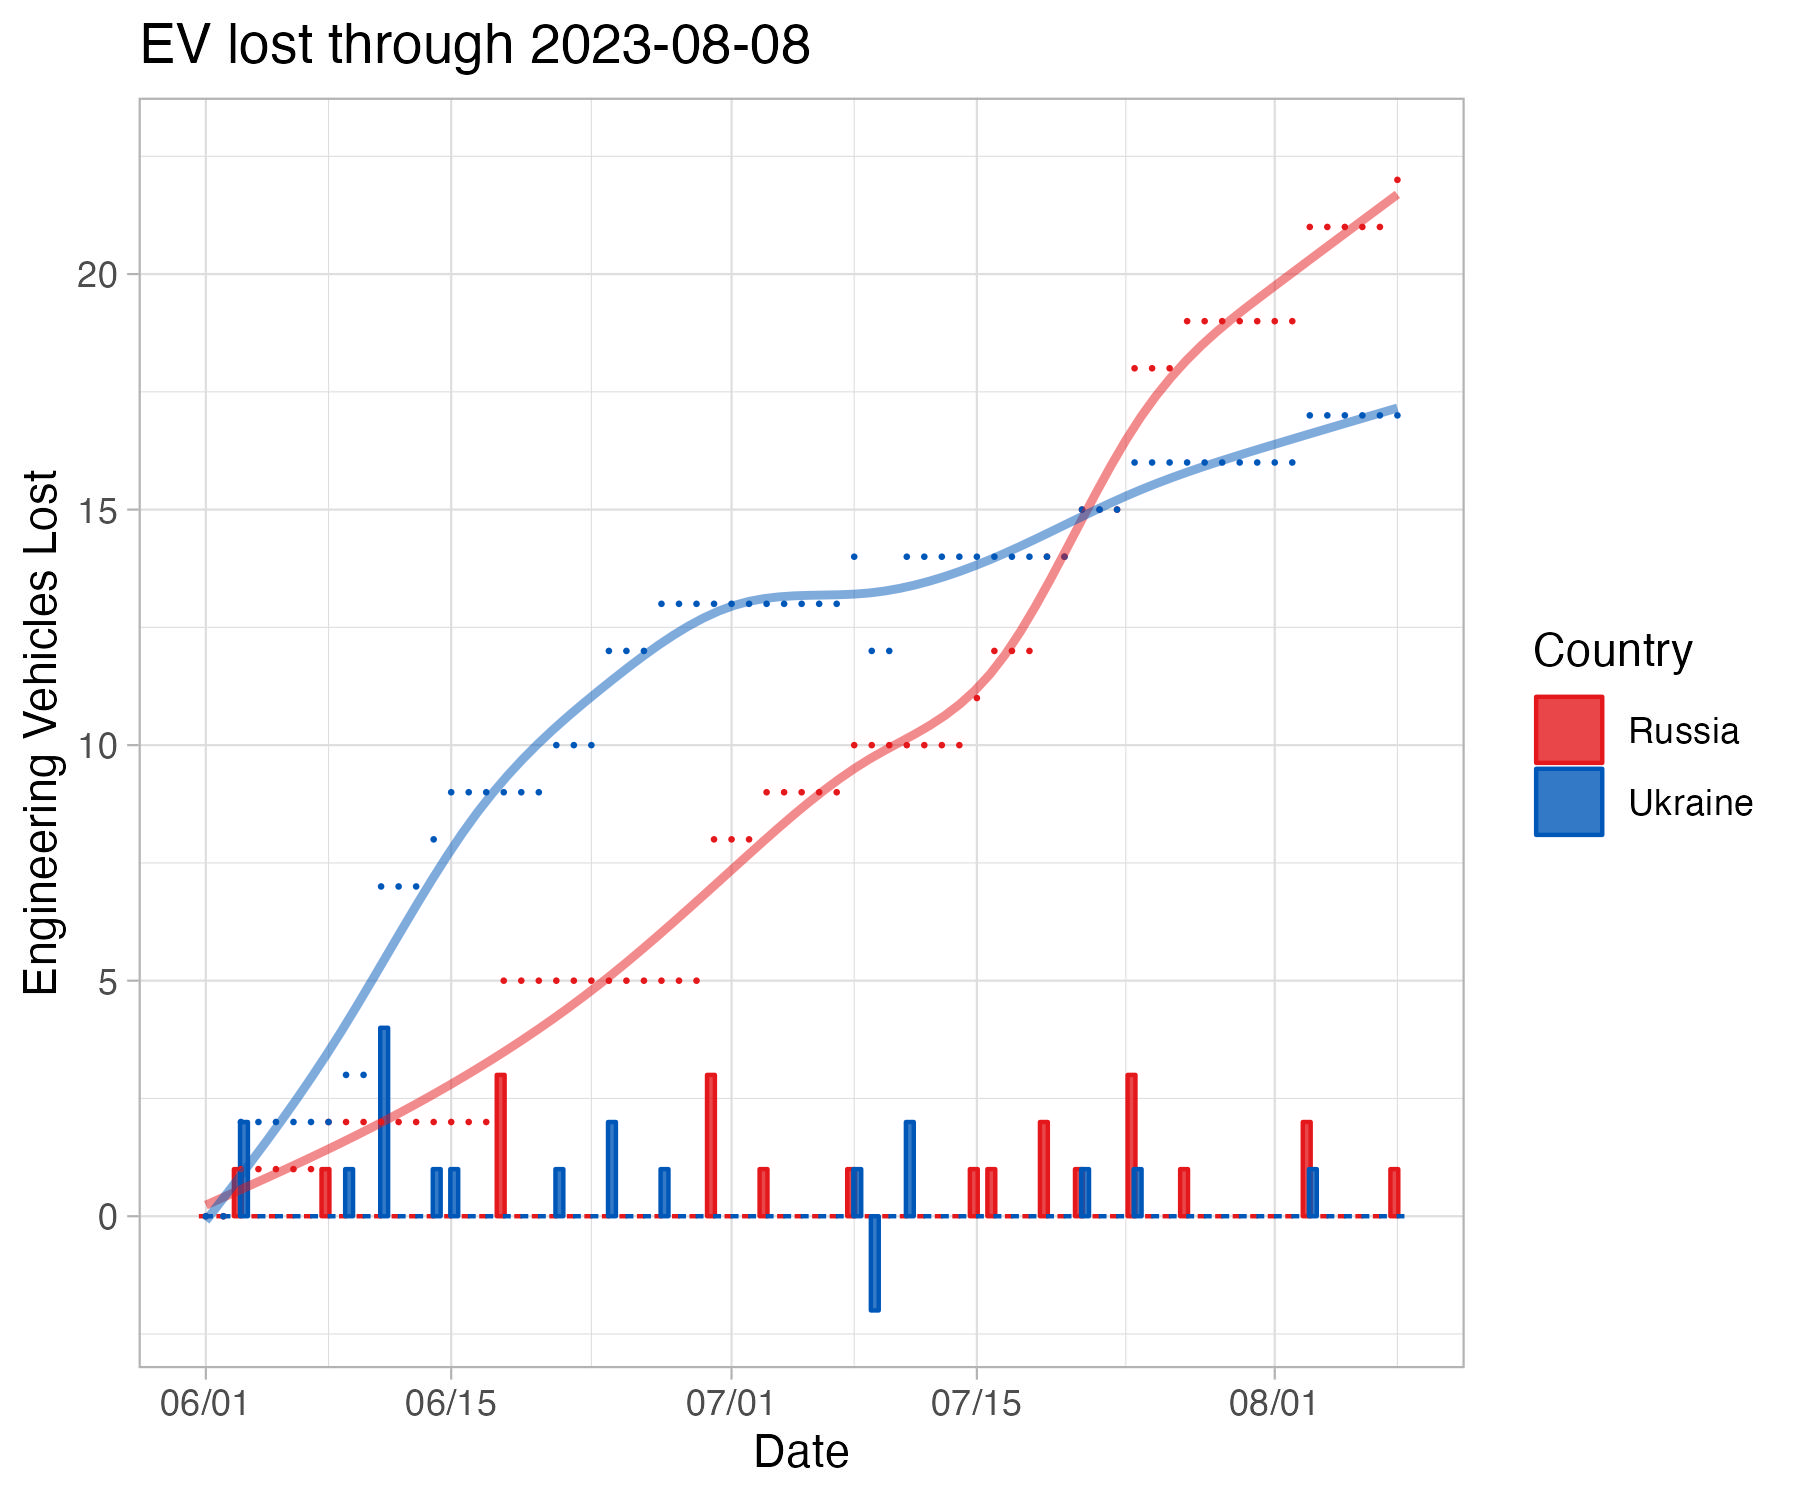 EV lost through 2023-08-08
Engineering Vehicles Lost
20
15
10
5
0
06/01
06/15
07/01
07/15
08/01
Date
Country
Russia
Ukraine